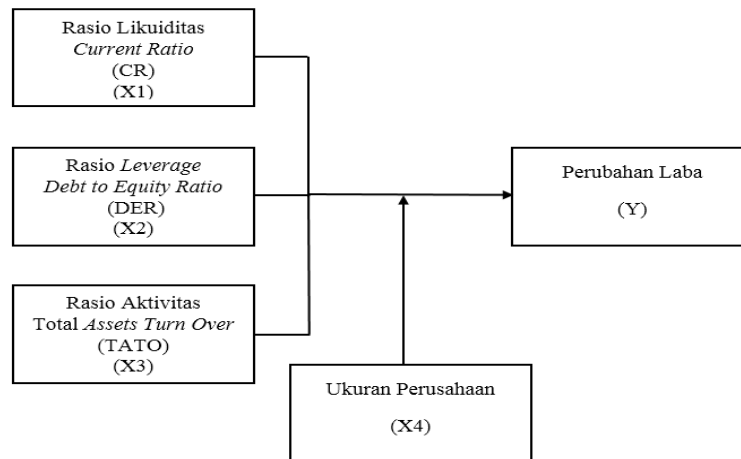 Rasio Likuiditas
Current Ratio
(CR)
(X1)
Rasio Leverage
Debt to Equity Ratio
(DER)
(X2)
Rasio Aktivitas
Total Assets Turn Over
(TATO)
(X3)
Perubahan Laba
(Y)
Ukuran Perusahaan
(X4)